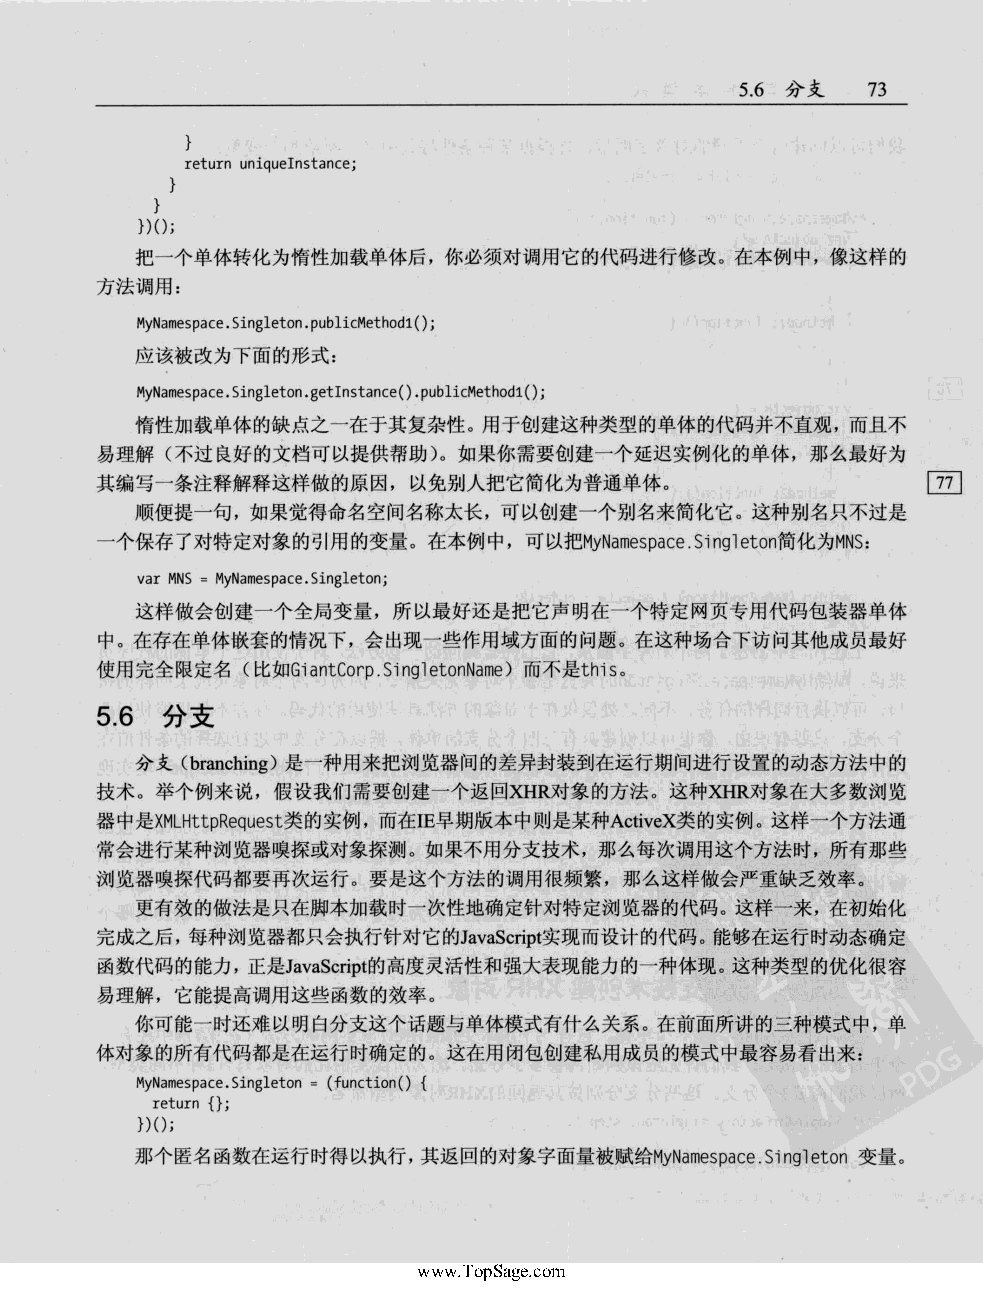 5.6 分支 73
}
return uniqueInstance;
}
}
})();
把一个单体转化为惰性加载单体后，你必须对调用它的代码进行修改。在本例中，像这样的
方法调用：
MyNamespace.Singleton.publicMethod1();
应该被改为下面的形式：
MyNamespace.Singleton.getInstance().publicMethod1();
惰性加载单体的缺点之一在于其复杂性。用于创建这种类型的单体的代码并不直观，而且不
易理解（不过良好的文档可以提供帮助）。如果你需要创建一个延迟实例化的单体，那么最好为
其编写一条注释解释这样做的原因，以免别人把它简化为普通单体。
77
顺便提一句，如果觉得命名空间名称太长，可以创建一个别名来简化它。这种别名只不过是
一个保存了对特定对象的引用的变量。在本例中，可以把MyNamespace.Singleton简化为MNS：
var MNS = MyNamespace.Singleton;
这样做会创建一个全局变量，所以最好还是把它声明在一个特定网页专用代码包装器单体
中。在存在单体嵌套的情况下，会出现一些作用域方面的问题。在这种场合下访问其他成员最好
使用完全限定名（比如GiantCorp.SingletonName）而不是this。
5.6 分支
分支（branching）是一种用来把浏览器间的差异封装到在运行期间进行设置的动态方法中的
技术。举个例来说，假设我们需要创建一个返回XHR对象的方法。这种XHR对象在大多数浏览
器中是XMLHttpRequest类的实例，而在IE早期版本中则是某种ActiveX类的实例。这样一个方法通
常会进行某种浏览器嗅探或对象探测。如果不用分支技术，那么每次调用这个方法时，所有那些
浏览器嗅探代码都要再次运行。要是这个方法的调用很频繁，那么这样做会严重缺乏效率。
更有效的做法是只在脚本加载时一次性地确定针对特定浏览器的代码。这样一来，在初始化
完成之后，每种浏览器都只会执行针对它的JavaScript实现而设计的代码。能够在运行时动态确定
函数代码的能力，正是JavaScript的高度灵活性和强大表现能力的一种体现。这种类型的优化很容
易理解，它能提高调用这些函数的效率。
你可能一时还难以明白分支这个话题与单体模式有什么关系。在前面所讲的三种模式中，单
体对象的所有代码都是在运行时确定的。这在用闭包创建私用成员的模式中最容易看出来：
MyNamespace.Singleton = (function() {
return {};
})();
那个匿名函数在运行时得以执行，其返回的对象字面量被赋给MyNamespace.Singleton 变量。
PDG
www.TopSage.com